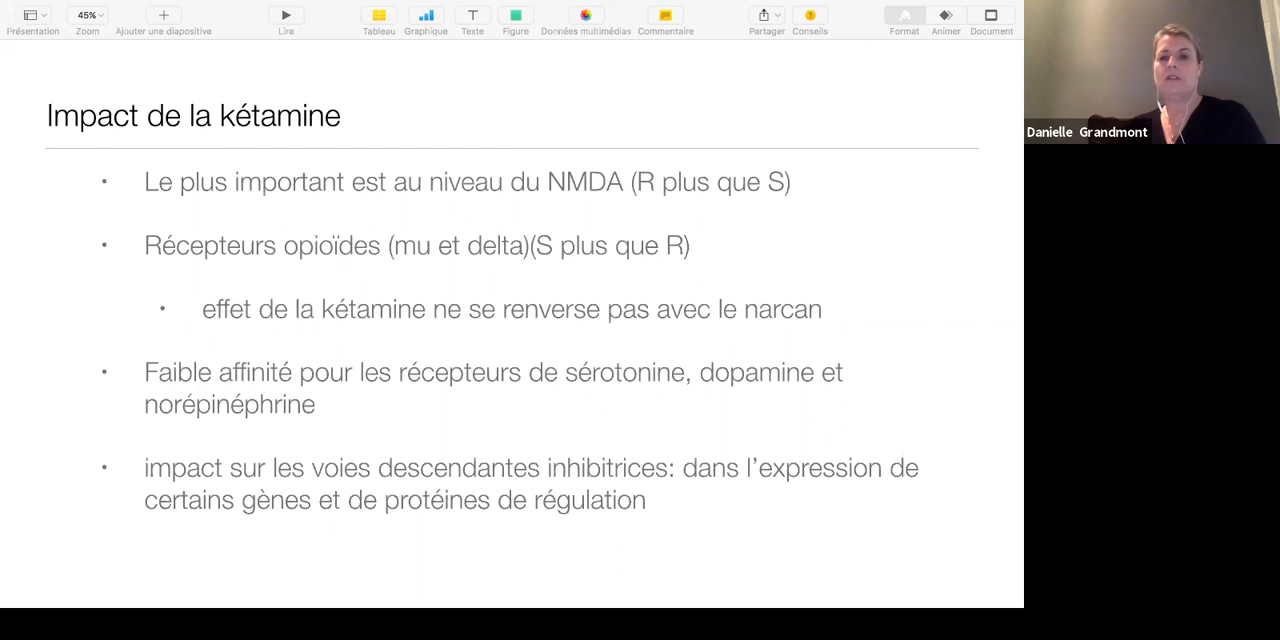 45%
Présentation Zoom Ajouter une diapositive Lire Tableau Graphique Texte Figure Données multimédias Commentaire Partager Conseils Format Animer Document
Danielle Grandmont
Impact de la kétamine
• Le plus important est au niveau du NMDA (R plus que S)
• Récepteurs opioïdes (mu et delta)(S plus que R)
• effet de la kétamine ne se renverse pas avec le narcan
• Faible affinité pour les récepteurs de sérotonine, dopamine et
norépinéphrine
• impact sur les voies descendantes inhibitrices: dans l’expression de
certains gènes et de protéines de régulation